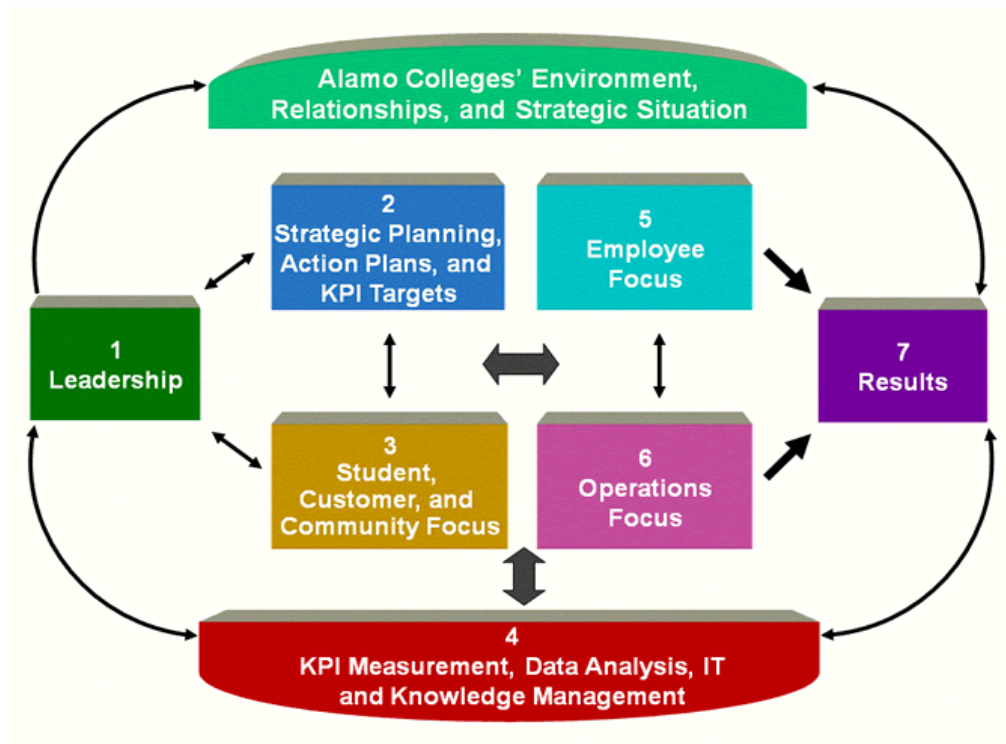 Alamo Colleges’ Environment,
Relationships, and Strategic Situation
2
Strategic Planning,
Action Plans, and
KPI Targets
5
Employee
Focus
1
Leadership
7
Results
3
Student,
Customer, and
Community Focus
6
Operations
Focus
4
KPI Measurement, Data Analysis, IT
and Knowledge Management